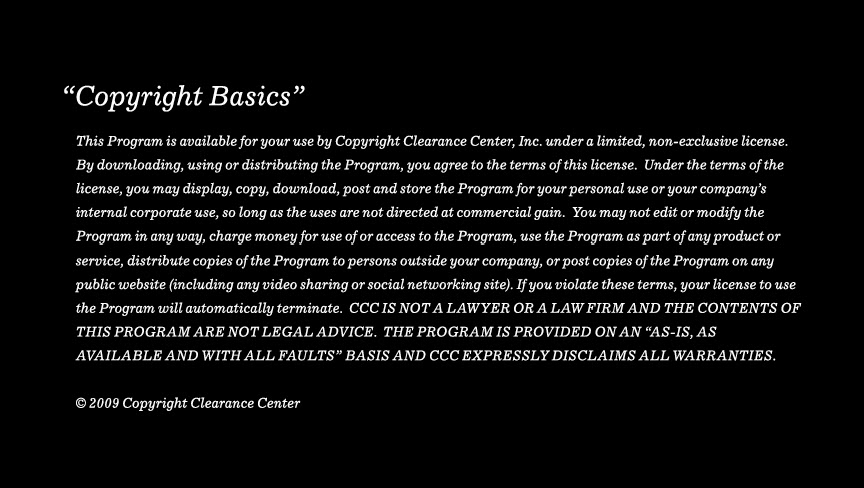 “Copyright Basics”
This Program is available for your use by Copyright Clearance Center, Inc. under a limited, non-exclusive license.
By downloading, using or distributing the Program, you agree to the terms of this license.  Under the terms of the
license, you may display, copy, download, post and store the Program for your personal use or your company’s
internal corporate use, so long as the uses are not directed at commercial gain.  You may not edit or modify the
Program in any way, charge money for use of or access to the Program, use the Program as part of any product or
service, distribute copies of the Program to persons outside your company, or post copies of the Program on any
public website (including any video sharing or social networking site). If you violate these terms, your license to use
the Program will automatically terminate.  CCC IS NOT A LAWYER OR A LAW FIRM AND THE CONTENTS OF
THIS PROGRAM ARE NOT LEGAL ADVICE.  THE PROGRAM IS PROVIDED ON AN “AS-IS, AS
AVAILABLE AND WITH ALL FAULTS” BASIS AND CCC EXPRESSLY DISCLAIMS ALL WARRANTIES.
© 2009 Copyright Clearance Center